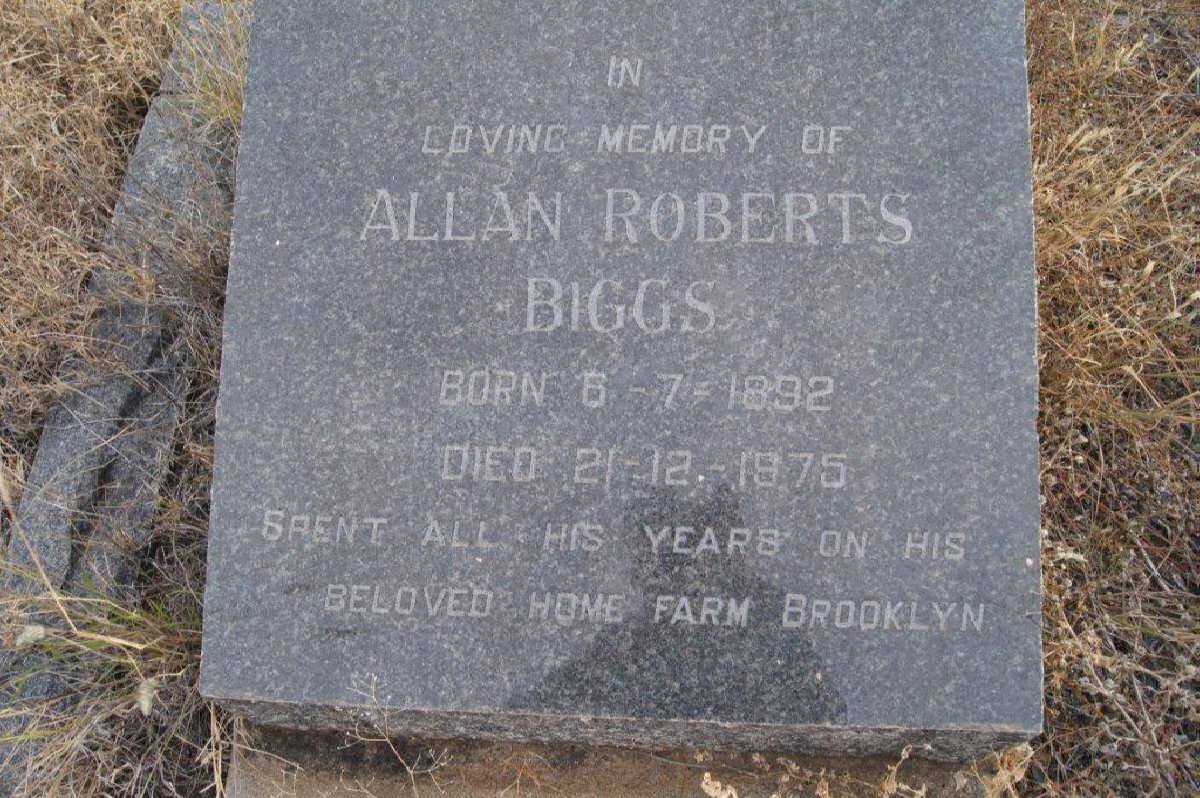 IN
LOVING MEMORY OF
ALLAN ROBERTS
BIGGS
BORN 6-7-1892
DIED 21-12-1975
SPENT ALL HIS YEARS ON HIS
BELOVED HOME FARM BROOKLYN